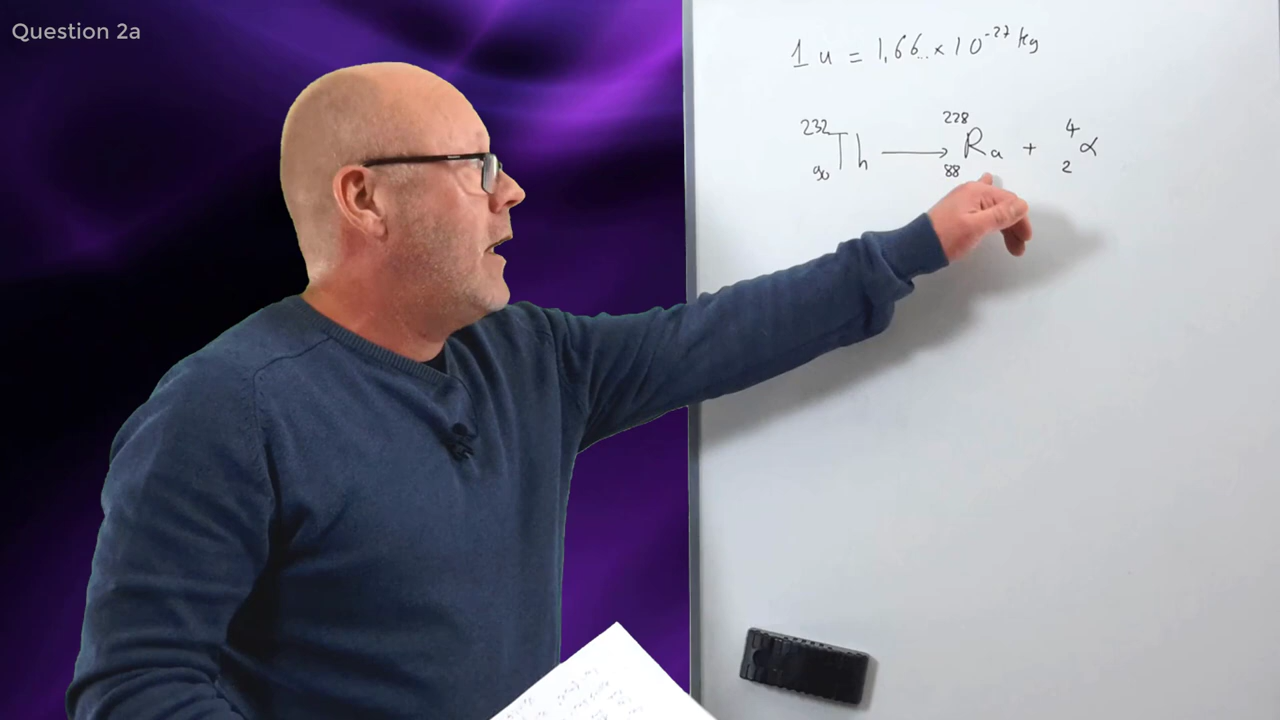 Question 2a
1 u = 1,66.. × 10⁻²⁷ kg
²³²₉₀Th ⟶ ²²⁸₈₈Ra + ⁴₂α